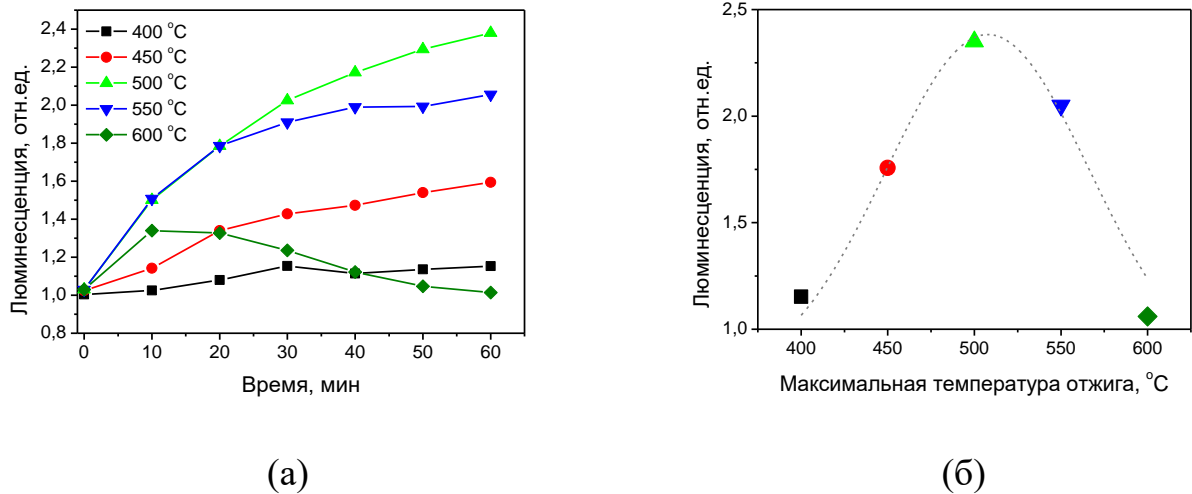 Люминесценция, отн.ед.
2,4
2,2
2,0
1,8
1,6
1,4
1,2
1,0
0,8
400 °C
450 °C
500 °C
550 °C
600 °C
0 10 20 30 40 50 60
Время, мин
(а)
Люминесценция, отн.ед.
2,5
2,0
1,5
1,0
400 450 500 550 600
Максимальная температура отжига, °С
(б)